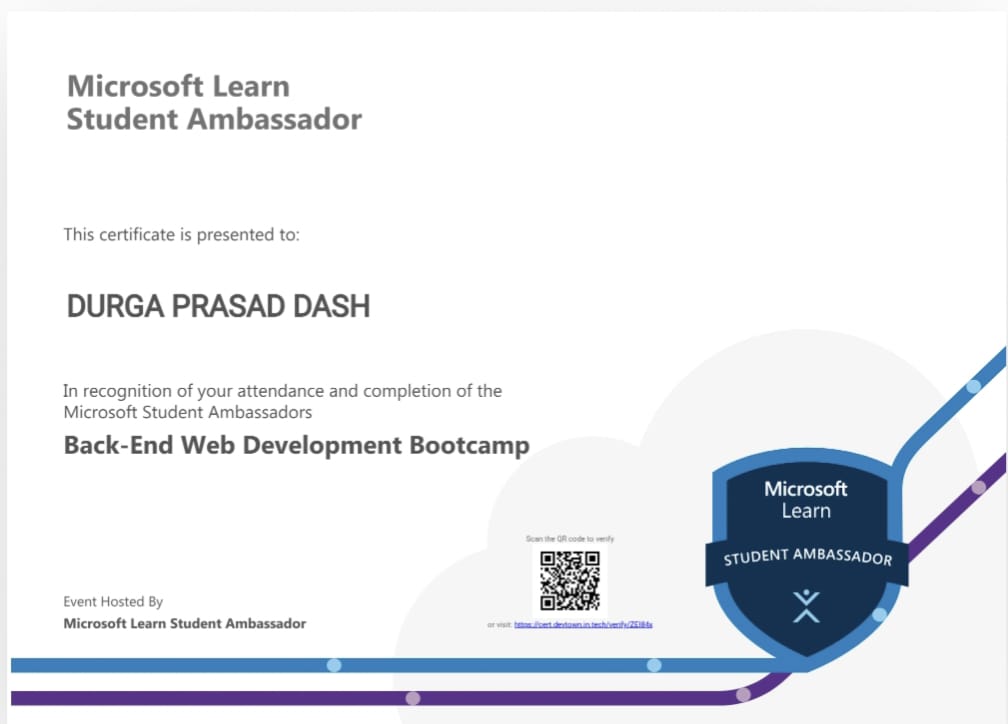 Microsoft Learn
Student Ambassador
This certificate is presented to:
DURGA PRASAD DASH
In recognition of your attendance and completion of the
Microsoft Student Ambassadors
Back-End Web Development Bootcamp
Microsoft
Learn
STUDENT AMBASSADOR
Scan the QR code to verify
or visit: https://cert.devtown.in.tech/verify/ZEI84x
Event Hosted By
Microsoft Learn Student Ambassador